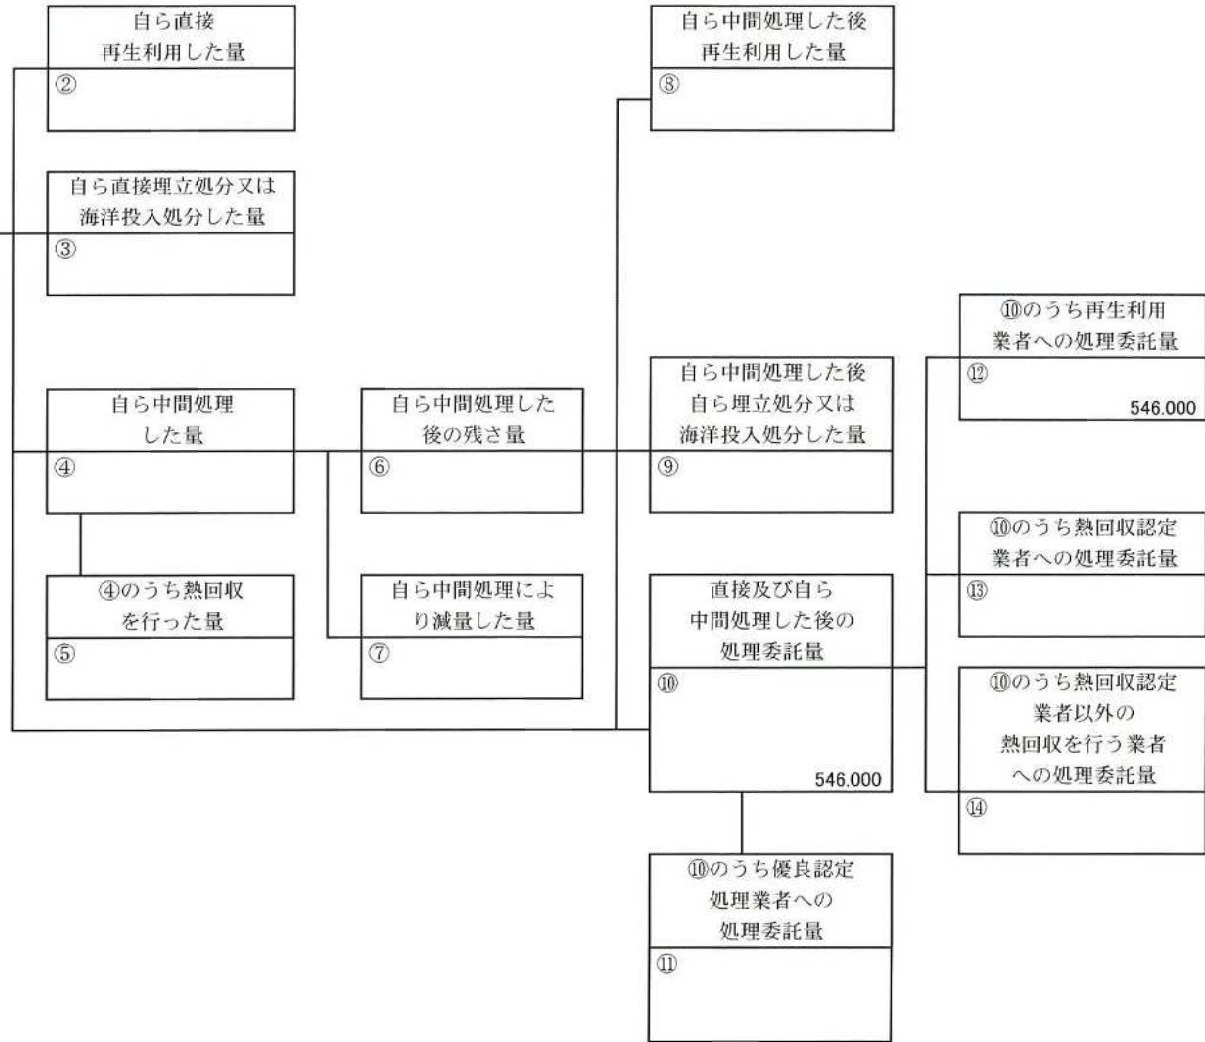 自ら直接
再生利用した量
②
自ら直接埋立処分又は
海洋投入処分した量
③
自ら中間処理
した量
④
④のうち熱回収
を行った量
⑤
自ら中間処理した
後の残さ量
⑥
自ら中間処理によ
り減量した量
⑦
自ら中間処理した後
再生利用した量
⑧
自ら中間処理した後
自ら埋立処分又は
海洋投入処分した量
⑨
直接及び自ら
中間処理した後の
処理委託量
⑩
546.000
⑩のうち優良認定
処理業者への
処理委託量
⑪
⑩のうち再生利用
業者への処理委託量
⑫
546.000
⑩のうち熱回収認定
業者への処理委託量
⑬
⑩のうち熱回収認定
業者以外の
熱回収を行う業者
への処理委託量
⑭